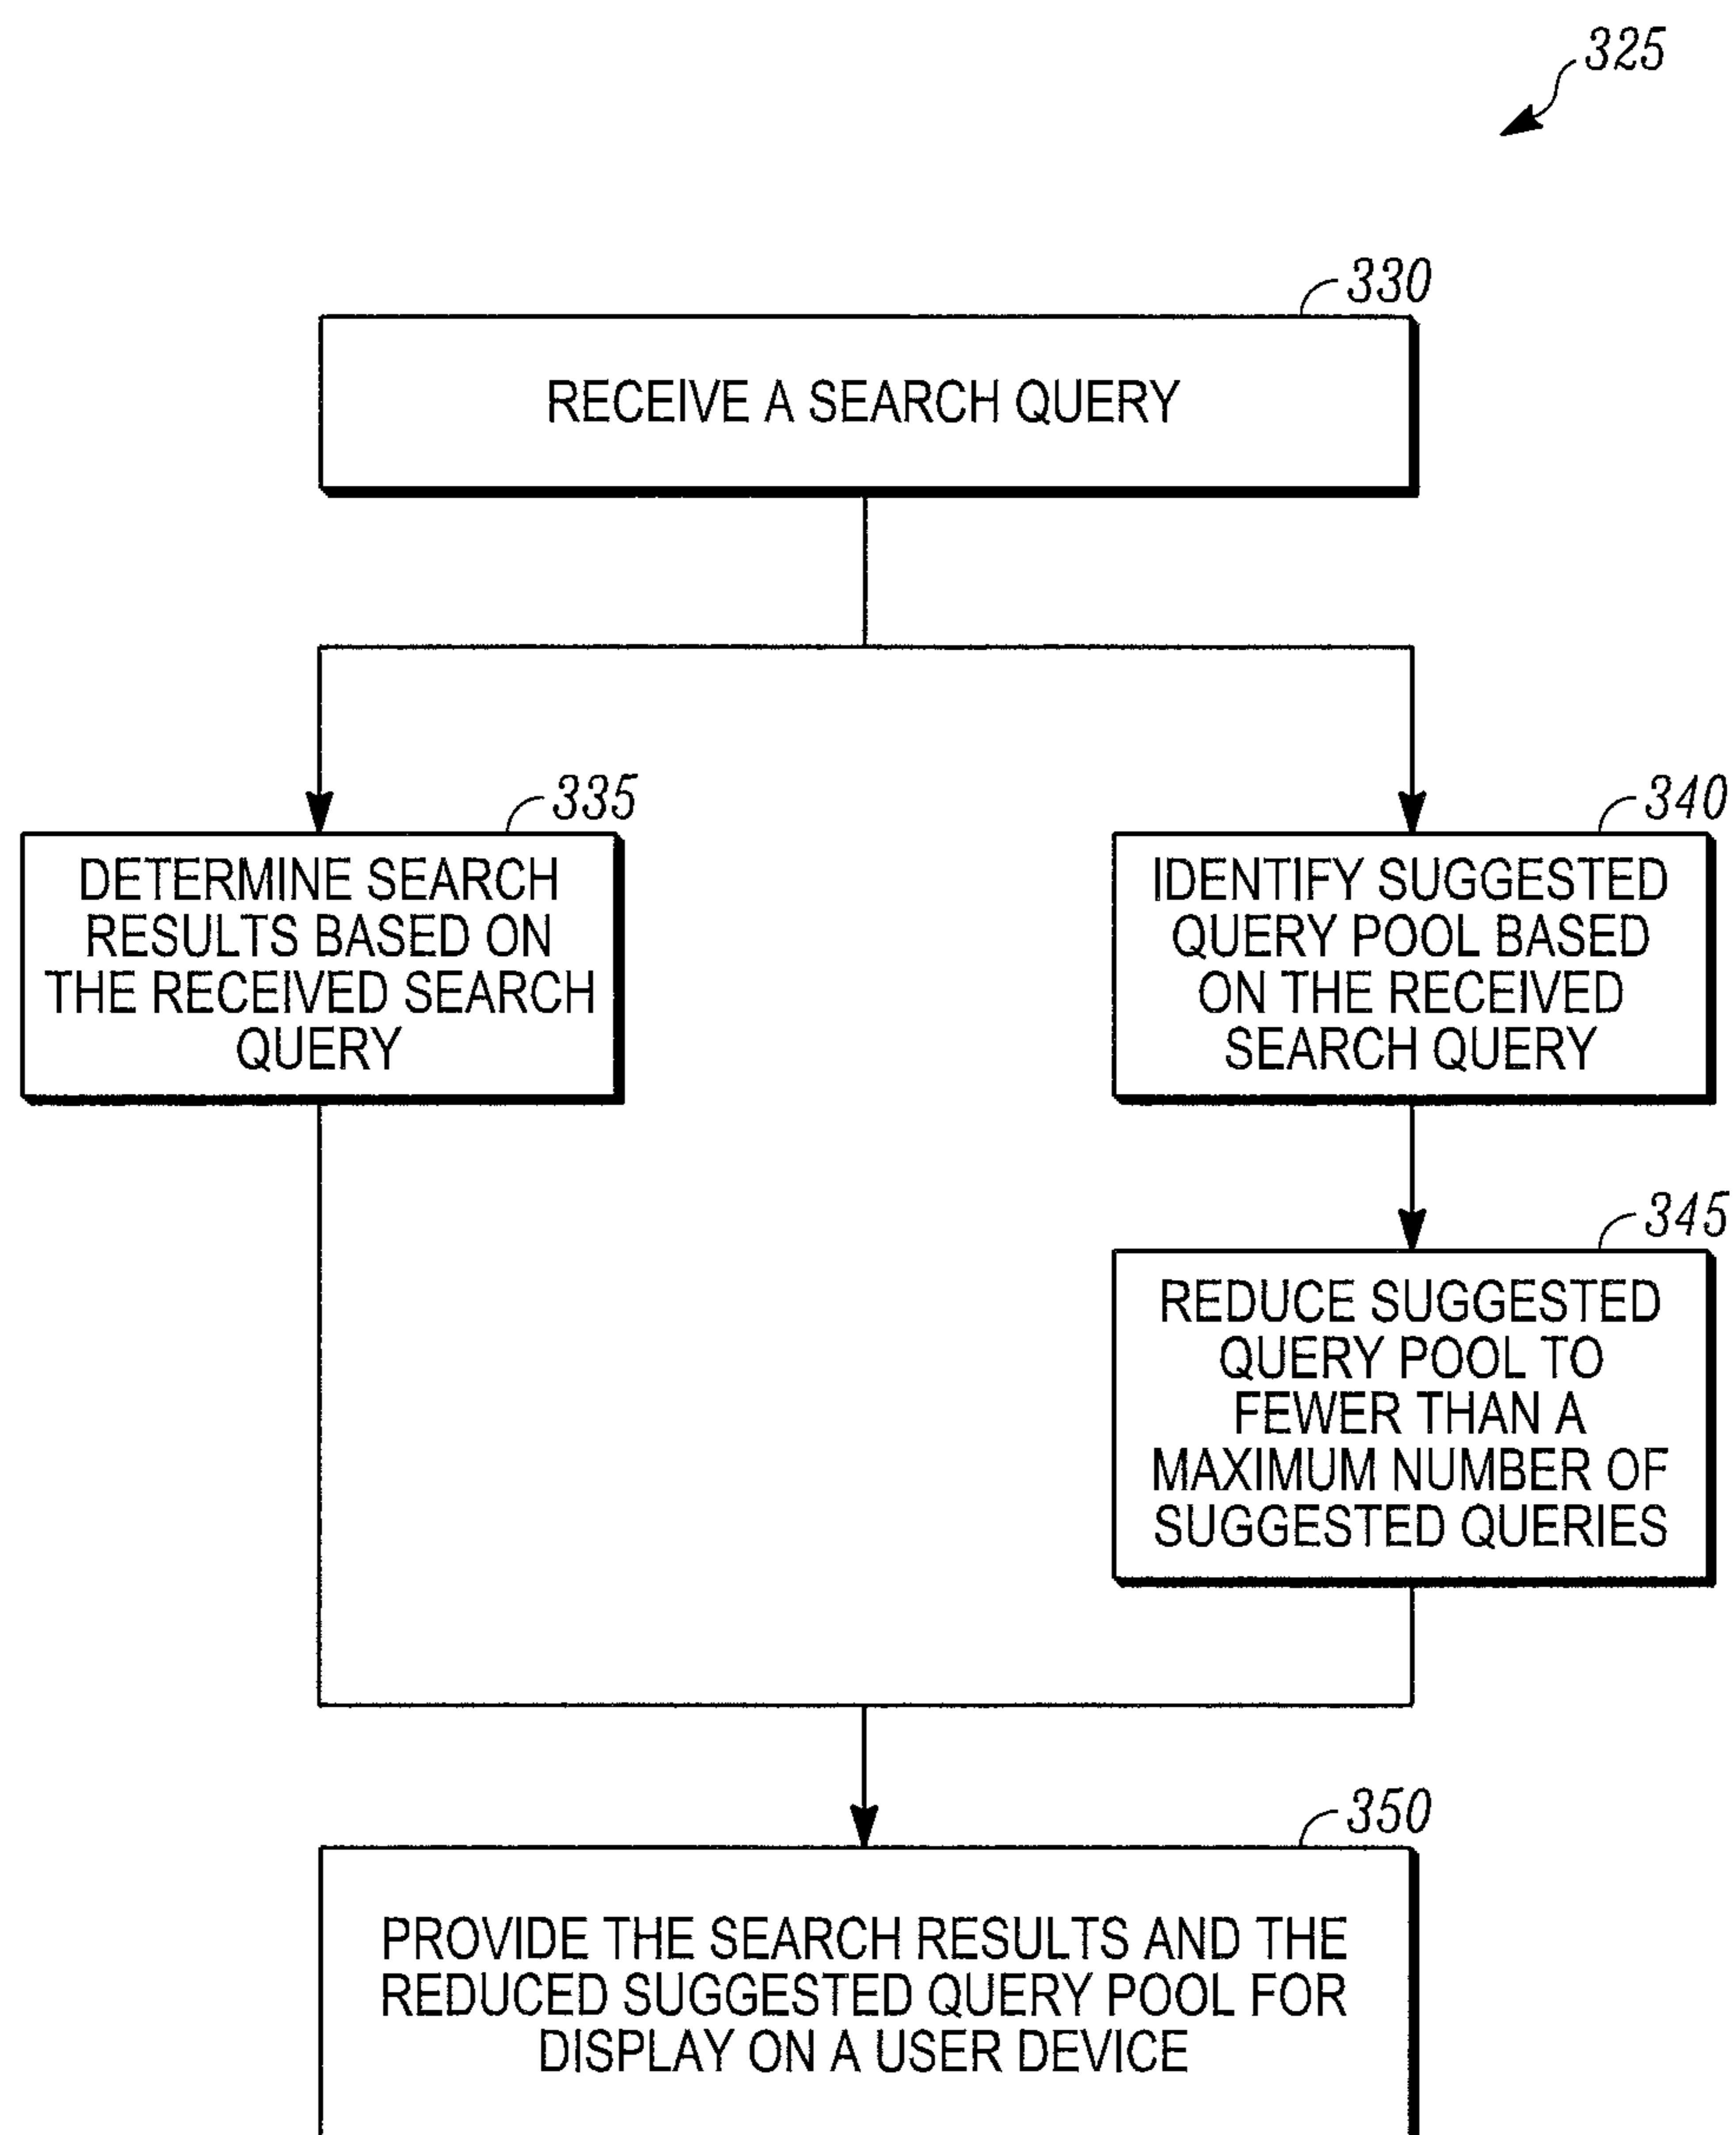 325
330
RECEIVE A SEARCH QUERY
335
DETERMINE SEARCH
RESULTS BASED ON
THE RECEIVED SEARCH
QUERY
340
IDENTIFY SUGGESTED
QUERY POOL BASED
ON THE RECEIVED
SEARCH QUERY
345
REDUCE SUGGESTED
QUERY POOL TO
FEWER THAN A
MAXIMUM NUMBER OF
SUGGESTED QUERIES
350
PROVIDE THE SEARCH RESULTS AND THE
REDUCED SUGGESTED QUERY POOL FOR
DISPLAY ON A USER DEVICE